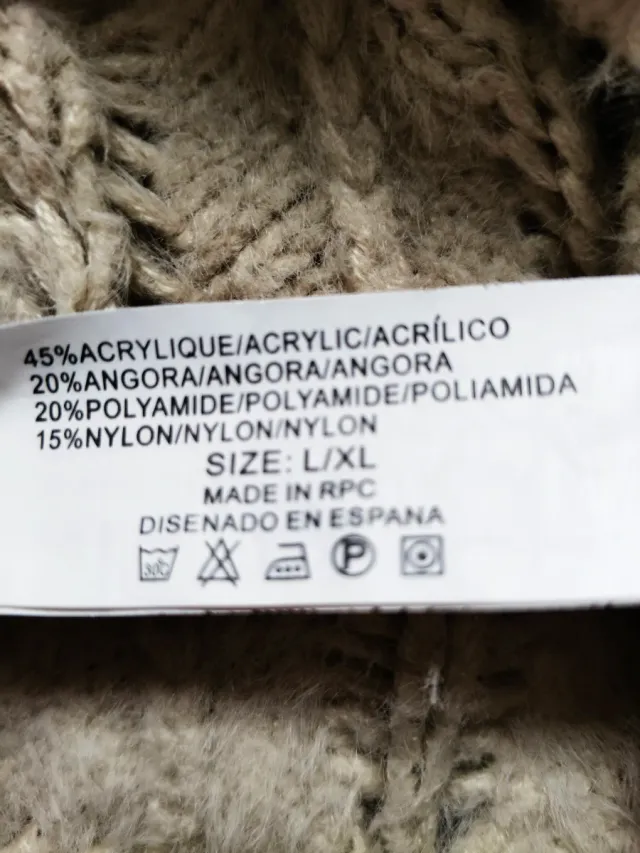 45%ACRYLIQUE/ACRYLIC/ACRÍLICO
20%ANGORA/ANGORA/ANGORA
20%POLYAMIDE/POLYAMIDE/POLIAMIDA
15%NYLON/NYLON/NYLON
SIZE: L/XL
MADE IN RPC
DISENADO EN ESPANA
30C P